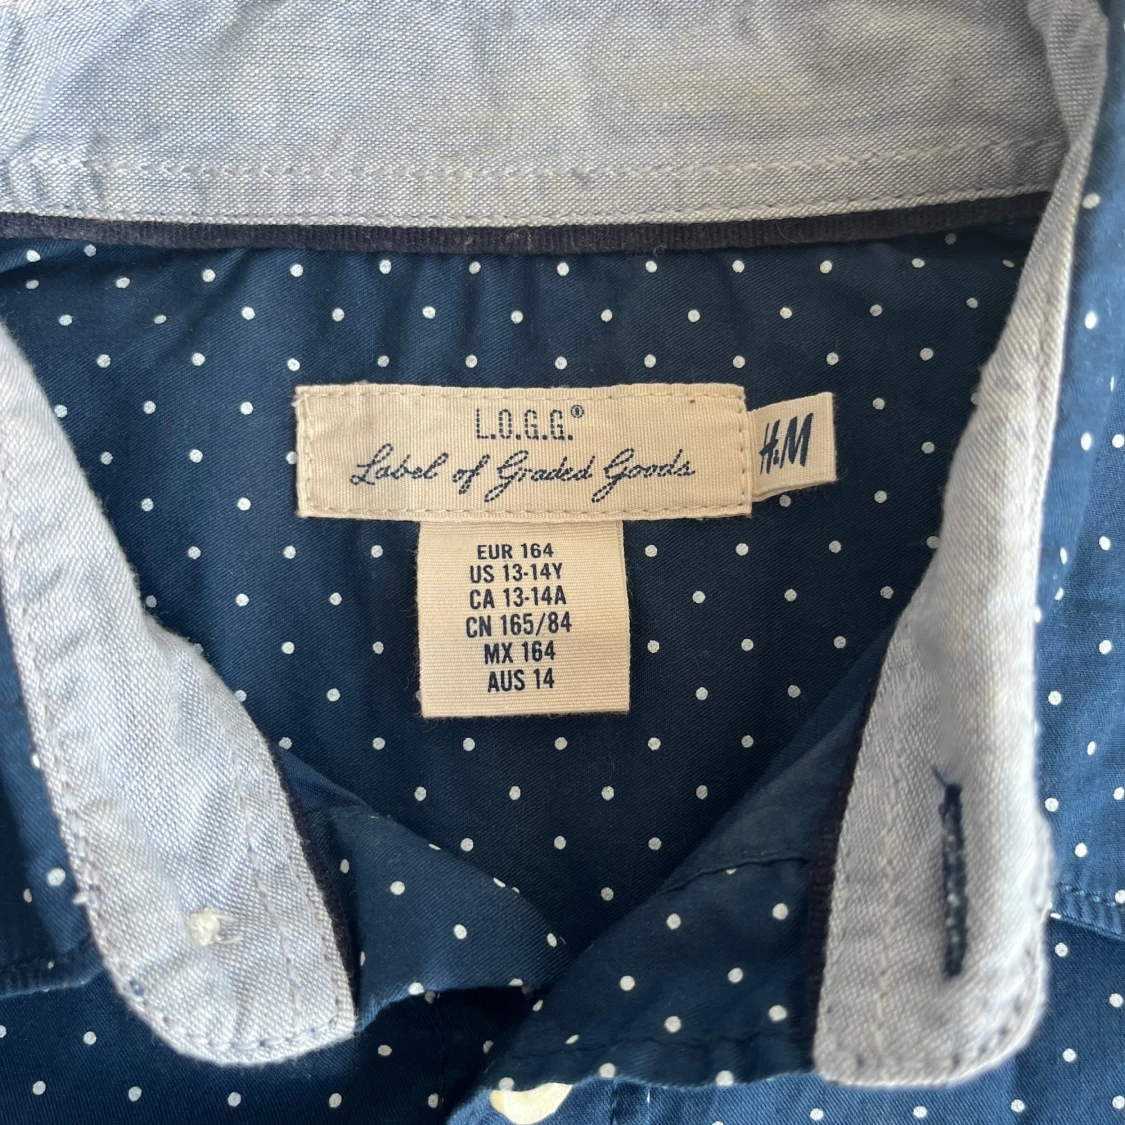 L.O.G.G.®
Label of Graded Goods
H&M
EUR 164
US 13-14Y
CA 13-14A
CN 165/84
MX 164
AUS 14